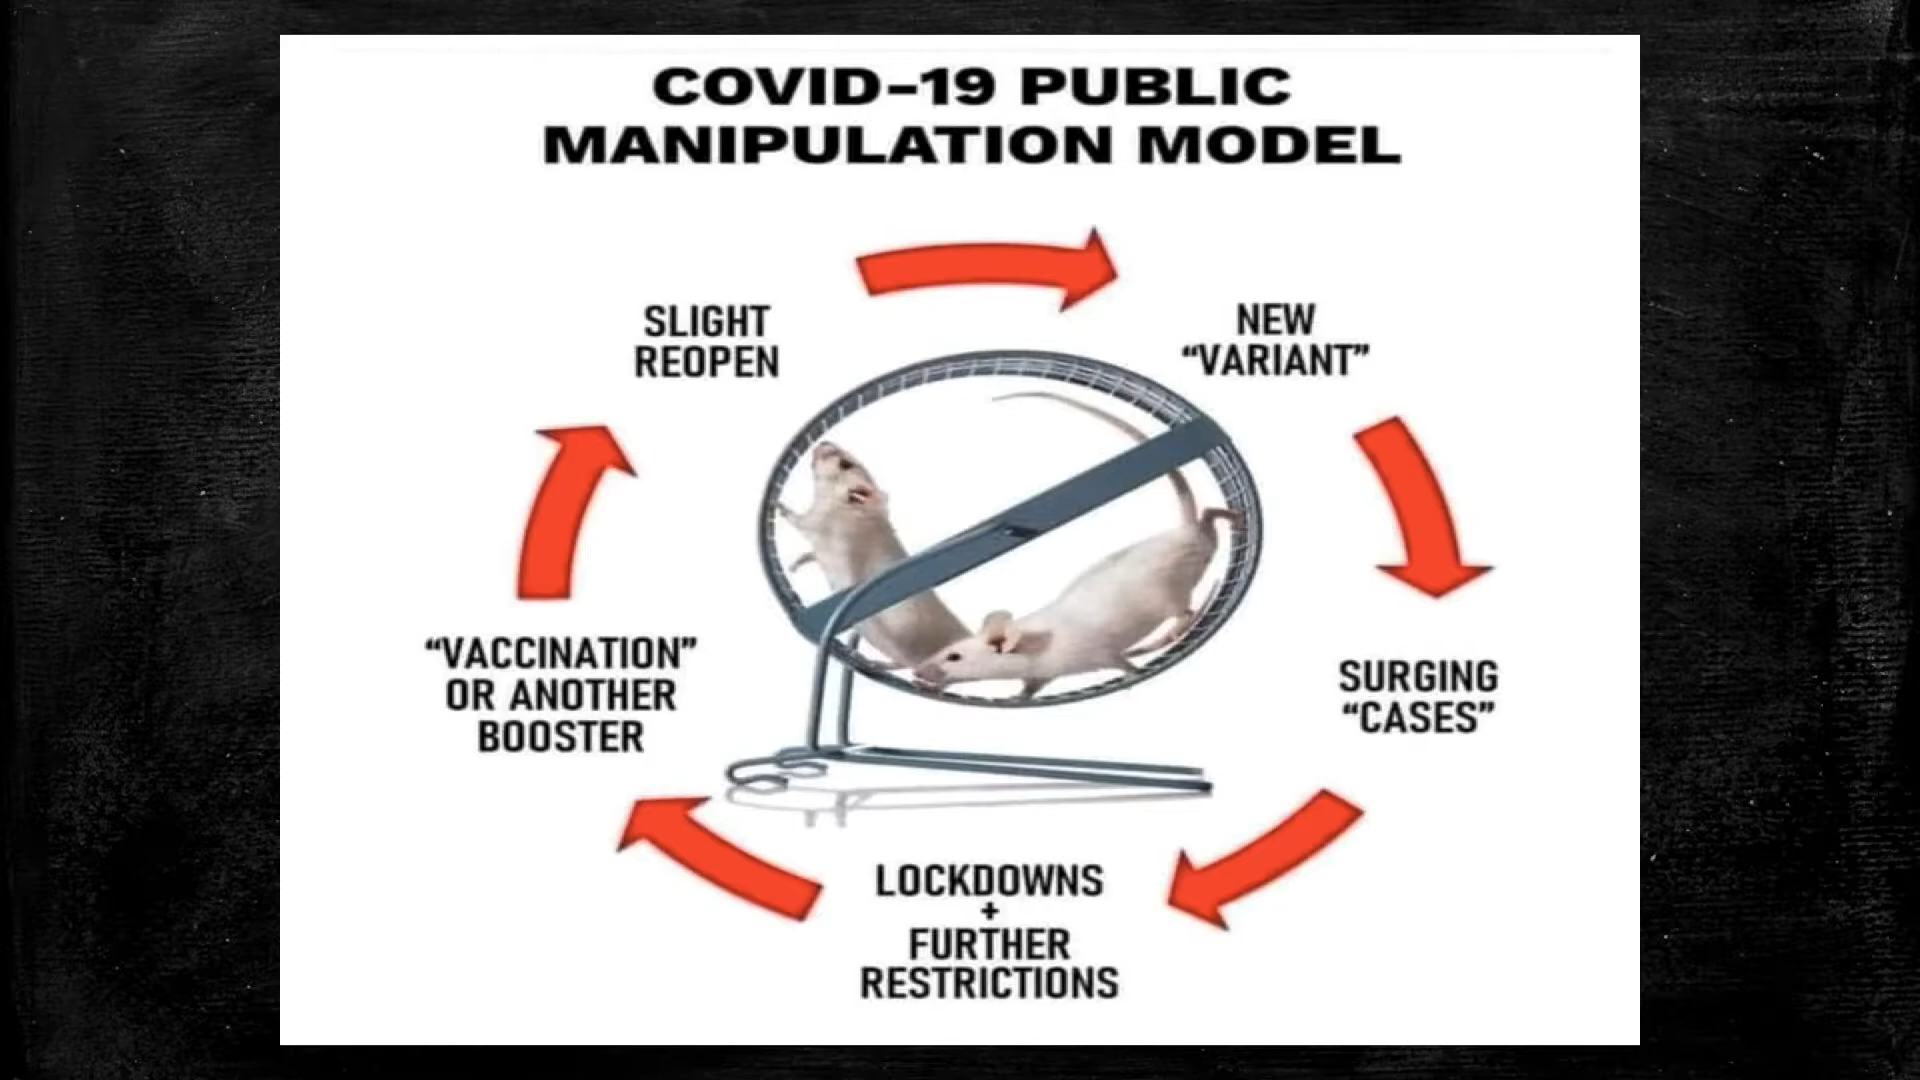 COVID-19 PUBLIC
MANIPULATION MODEL
SLIGHT
REOPEN
NEW
“VARIANT”
SURGING
“CASES”
LOCKDOWNS
+
FURTHER
RESTRICTIONS
“VACCINATION”
OR ANOTHER
BOOSTER